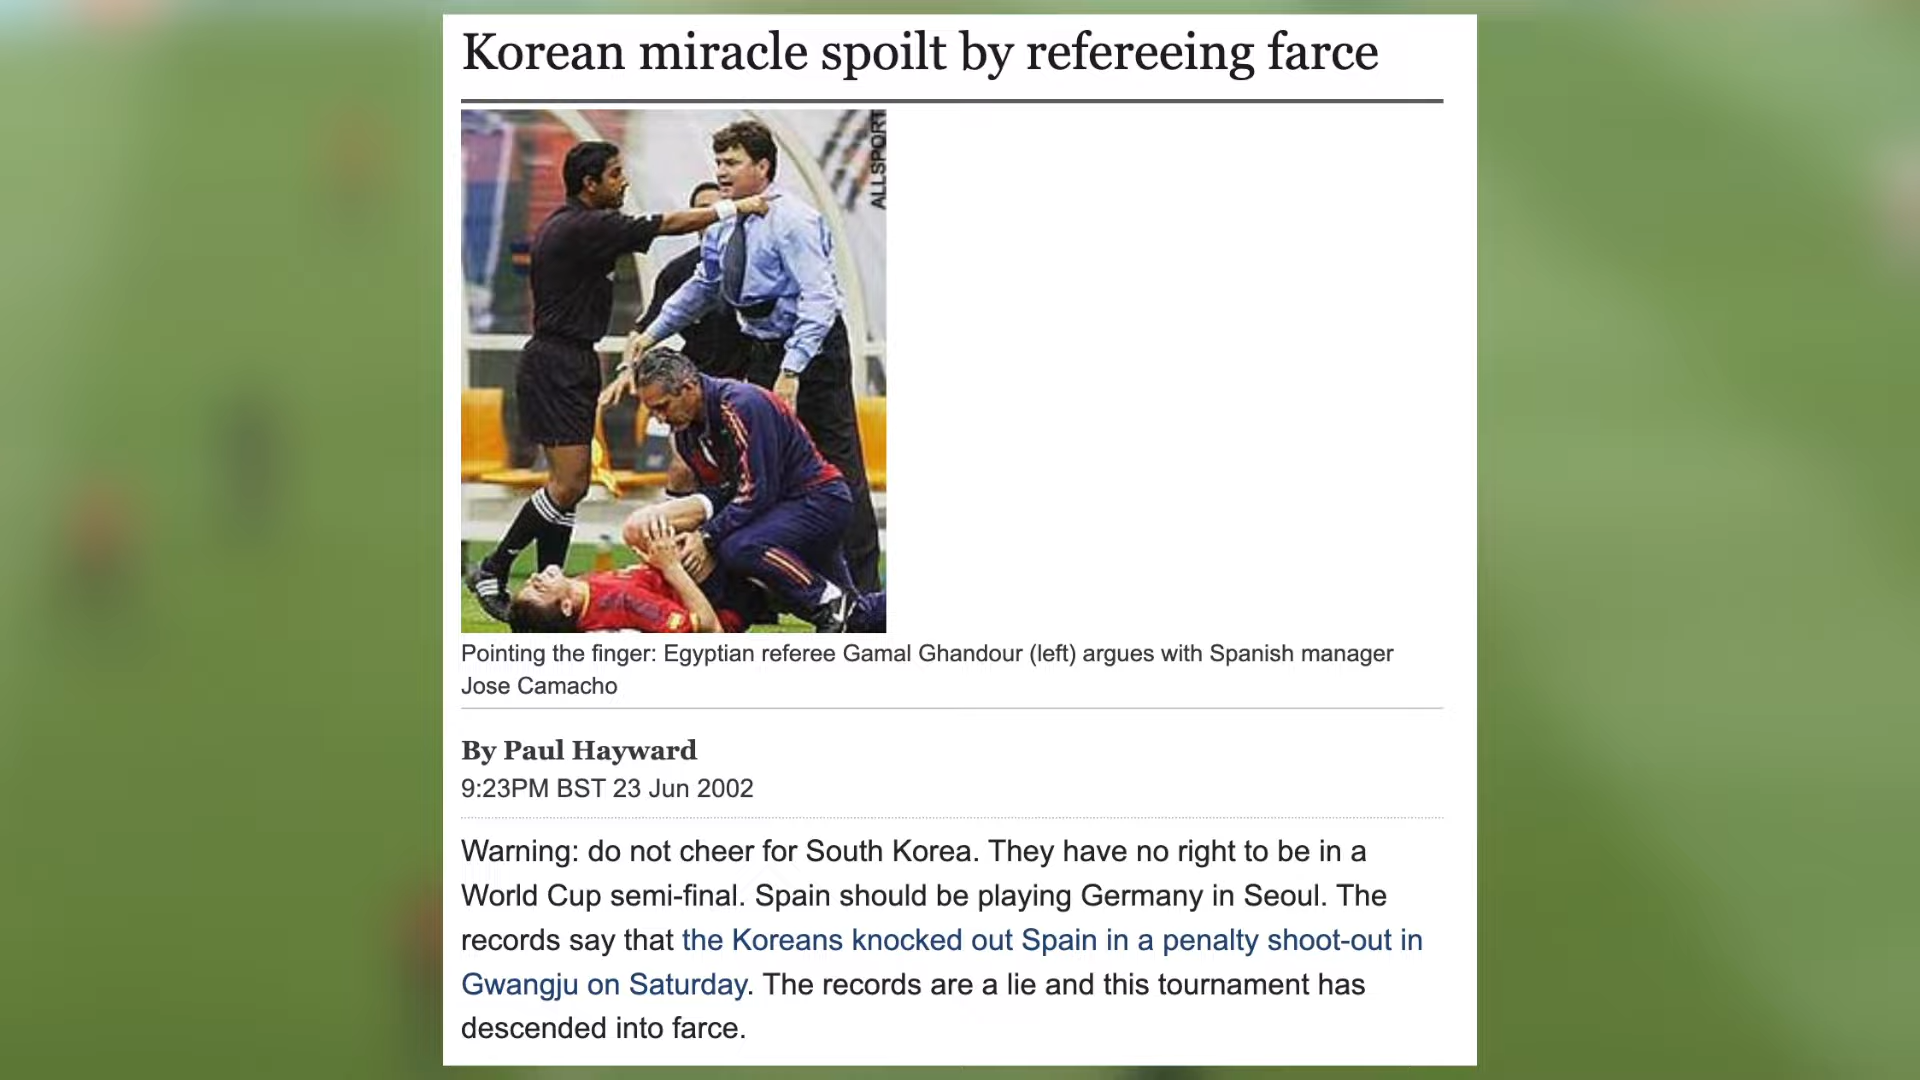 Korean miracle spoilt by refereeing farce
ALLSPORT
Pointing the finger: Egyptian referee Gamal Ghandour (left) argues with Spanish manager
Jose Camacho
By Paul Hayward
9:23PM BST 23 Jun 2002
Warning: do not cheer for South Korea. They have no right to be in a
World Cup semi-final. Spain should be playing Germany in Seoul. The
records say that the Koreans knocked out Spain in a penalty shoot-out in
Gwangju on Saturday. The records are a lie and this tournament has
descended into farce.